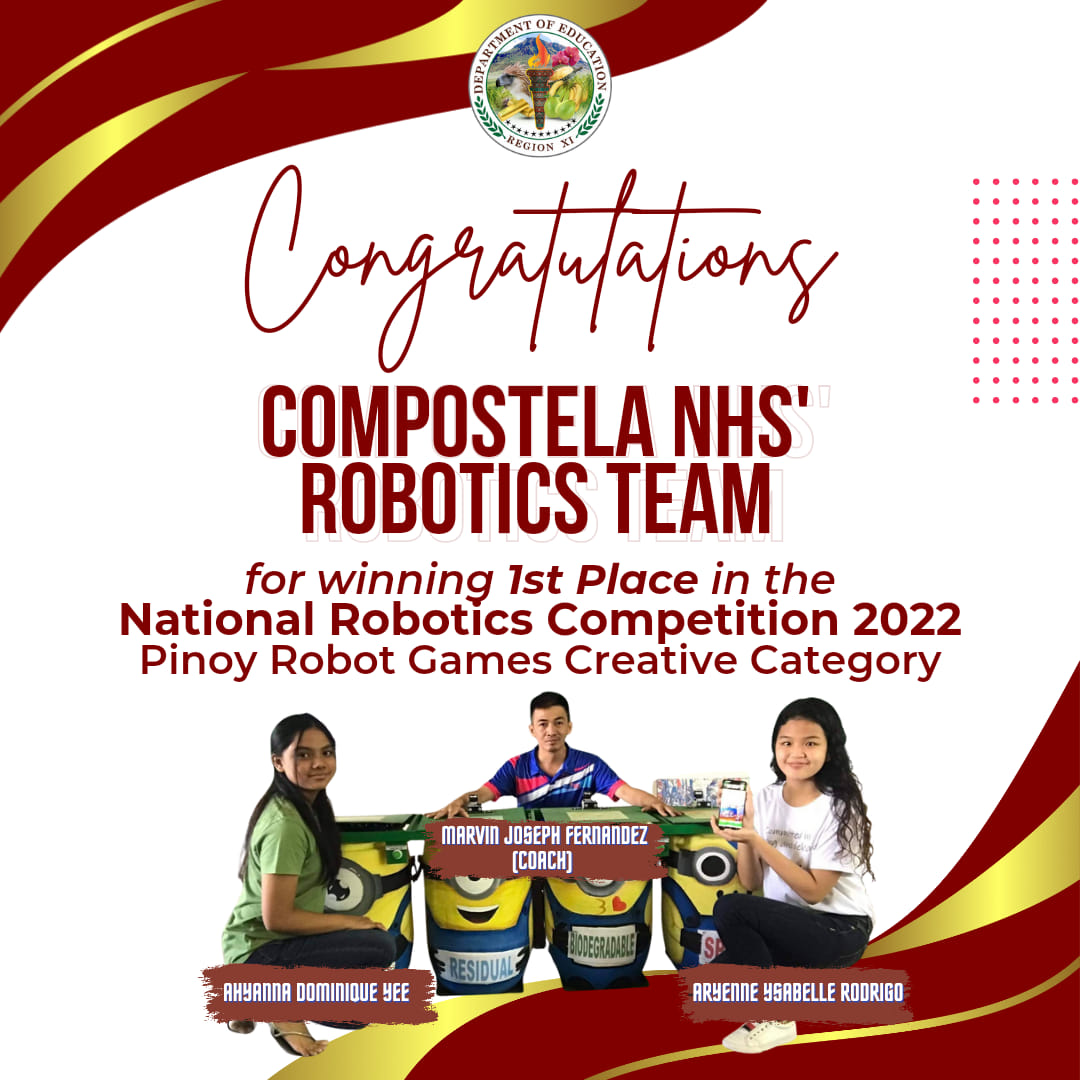 DEPARTMENT OF EDUCATION
REGION XI
Congratulations
COMPOSTELA NHS'
ROBOTICS TEAM
for winning 1st Place in the
National Robotics Competition 2022
Pinoy Robot Games Creative Category
MARVIN JOSEPH FERNANDEZ
(COACH)
RESIDUAL
BIODEGRADABLE
AHYANNA DOMINIQUE YEE
ARYENNE YSABELLE RODRIGO